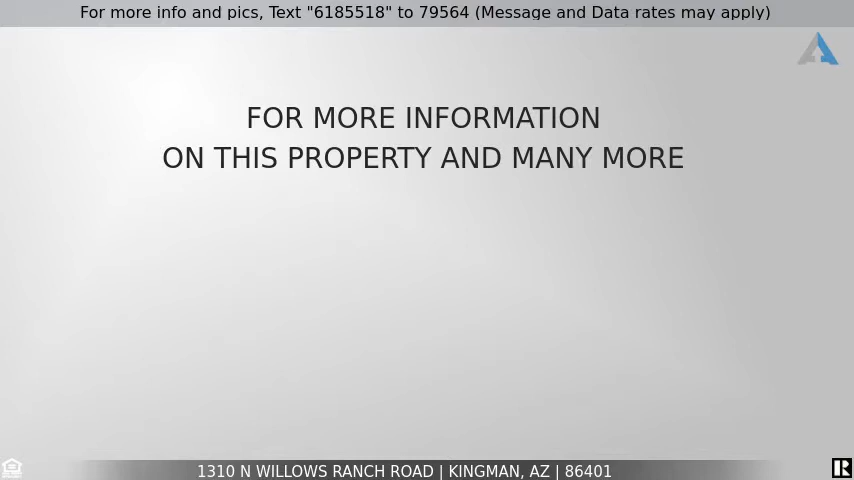 For more info and pics, Text "6185518" to 79564 (Message and Data rates may apply)
FOR MORE INFORMATION
ON THIS PROPERTY AND MANY MORE
1310 N WILLOWS RANCH ROAD | KINGMAN, AZ | 86401